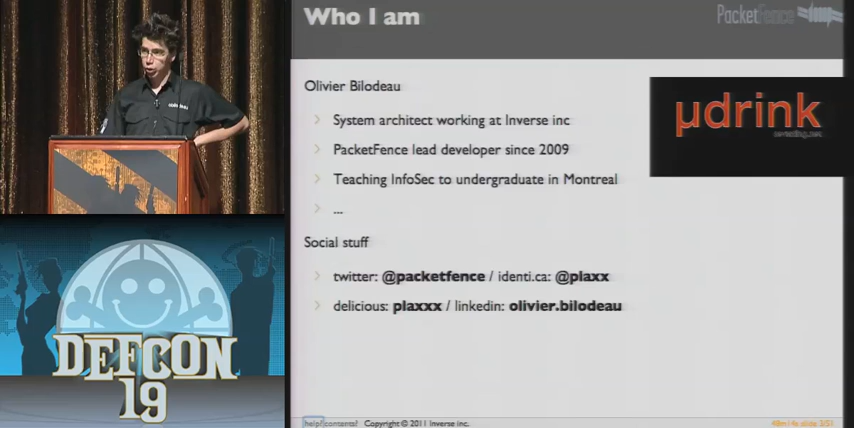 Who I am
PacketFence
Olivier Bilodeau
System architect working at Inverse inc
PacketFence lead developer since 2009
Teaching InfoSec to undergraduate in Montreal
...
Social stuff
twitter: @packetfence / identi.ca: @plaxx
delicious: plaxxx / linkedin: olivier.bilodeau
µdrink
help? contents? Copyright © 2011 Inverse inc.
DEFCON
19